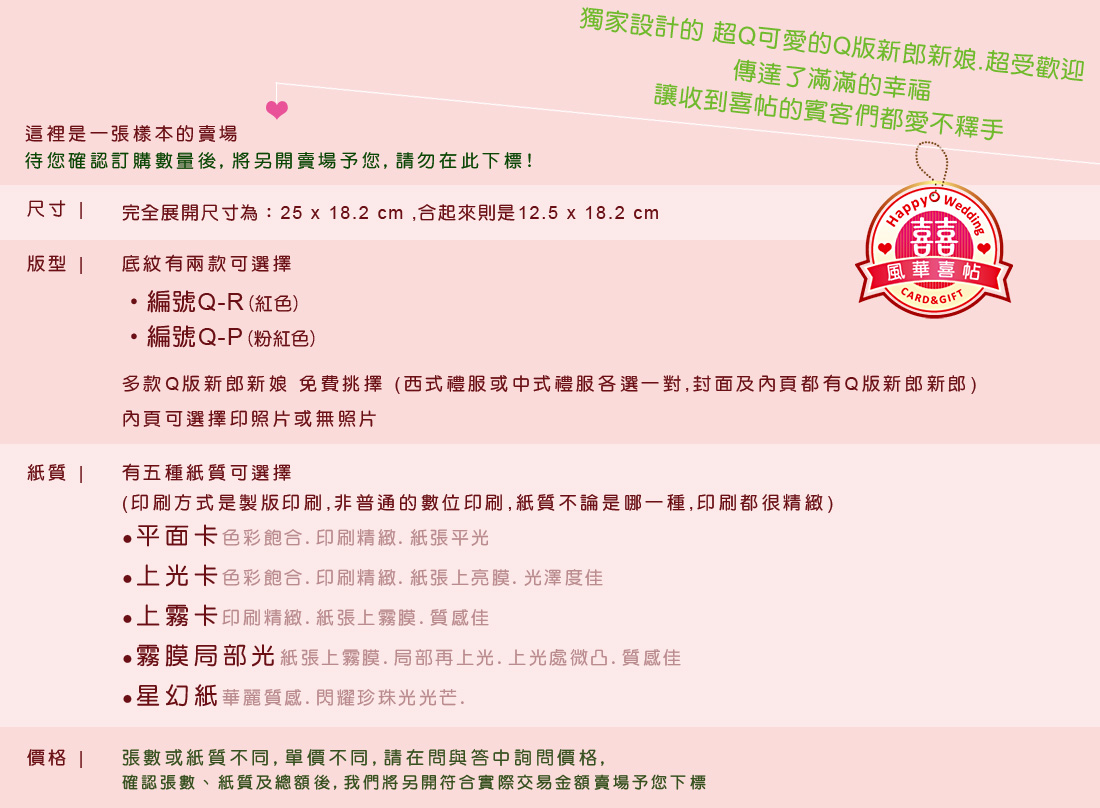 獨家設計的 超Q可愛的Q版新郎新娘.超受歡迎
傳達了滿滿的幸福
讓收到喜帖的賓客們都愛不釋手
這裡是一張樣本的賣場
待您確認訂購數量後, 將另開賣場予您, 請勿在此下標!
Happy Wedding
囍
風華喜帖
CARD&GIFT
尺寸 | 完全展開尺寸為：25 x 18.2 cm ,合起來則是12.5 x 18.2 cm
版型 | 底紋有兩款可選擇
・編號Q-R (紅色)
・編號Q-P (粉紅色)
多款Q版新郎新娘 免費挑擇 (西式禮服或中式禮服各選一對,封面及內頁都有Q版新郎新郎)
內頁可選擇印照片或無照片
紙質 | 有五種紙質可選擇
(印刷方式是製版印刷,非普通的數位印刷,紙質不論是哪一種,印刷都很精緻)
●平面卡 色彩飽合. 印刷精緻. 紙張平光
●上光卡 色彩飽合. 印刷精緻. 紙張上亮膜. 光澤度佳
●上霧卡 印刷精緻. 紙張上霧膜. 質感佳
●霧膜局部光 紙張上霧膜. 局部再上光. 上光處微凸. 質感佳
●星幻紙 華麗質感. 閃耀珍珠光光芒.
價格 | 張數或紙質不同, 單價不同, 請在問與答中詢問價格,
確認張數、紙質及總額後, 我們將另開符合實際交易金額賣場予您下標